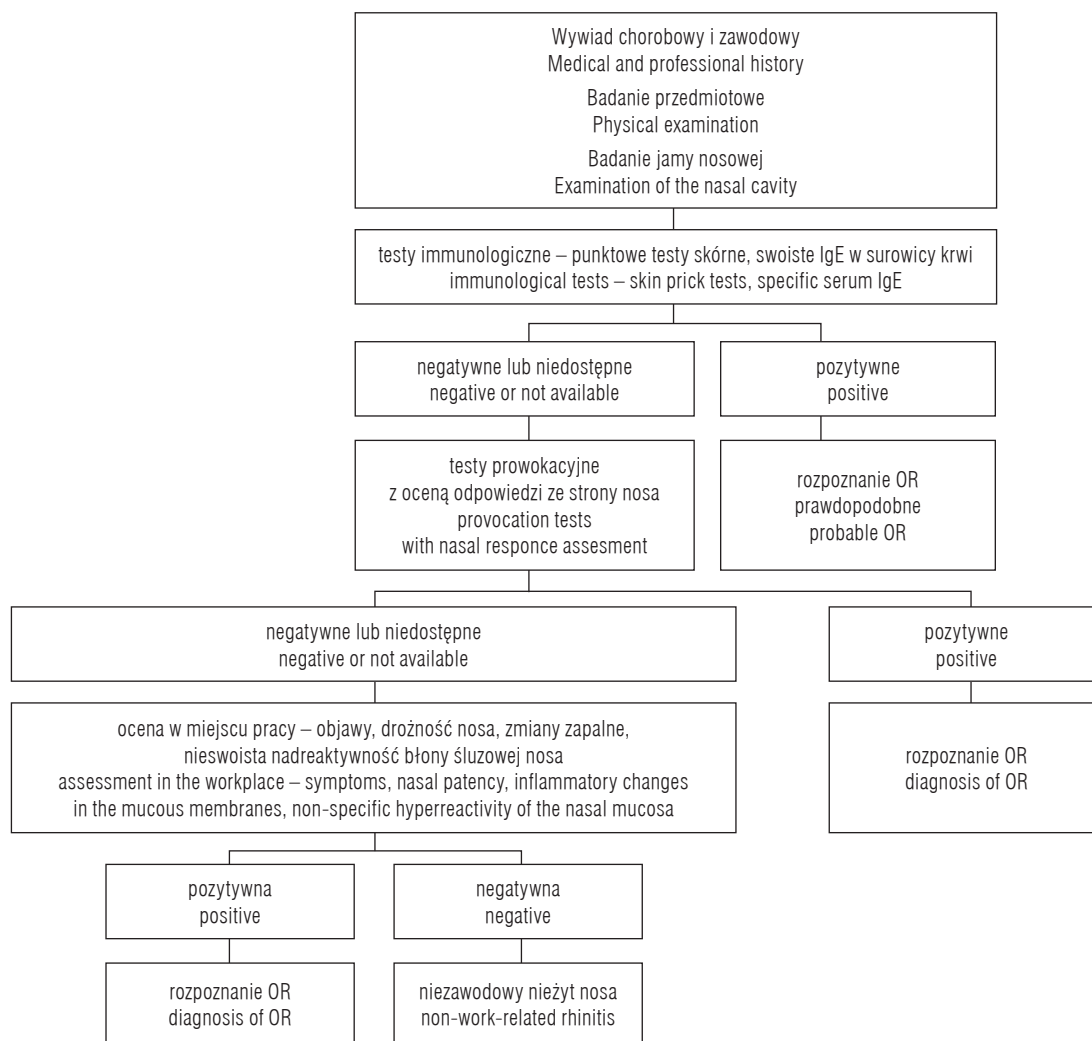 Wywiad chorobowy i zawodowy
Medical and professional history
Badanie przedmiotowe
Physical examination
Badanie jamy nosowej
Examination of the nasal cavity
testy immunologiczne – punktowe testy skórne, swoiste IgE w surowicy krwi
immunological tests – skin prick tests, specific serum IgE
negatywne lub niedostępne
negative or not available
pozytywne
positive
testy prowokacyjne
z oceną odpowiedzi ze strony nosa
provocation tests
with nasal responce assesment
rozpoznanie OR
prawdopodobne
probable OR
negatywne lub niedostępne
negative or not available
pozytywne
positive
ocena w miejscu pracy – objawy, drożność nosa, zmiany zapalne,
nieswoista nadreaktywność błony śluzowej nosa
assessment in the workplace – symptoms, nasal patency, inflammatory changes
in the mucous membranes, non-specific hyperreactivity of the nasal mucosa
rozpoznanie OR
diagnosis of OR
pozytywna
positive
negatywna
negative
rozpoznanie OR
diagnosis of OR
niezawodowy nieżyt nosa
non-work-related rhinitis